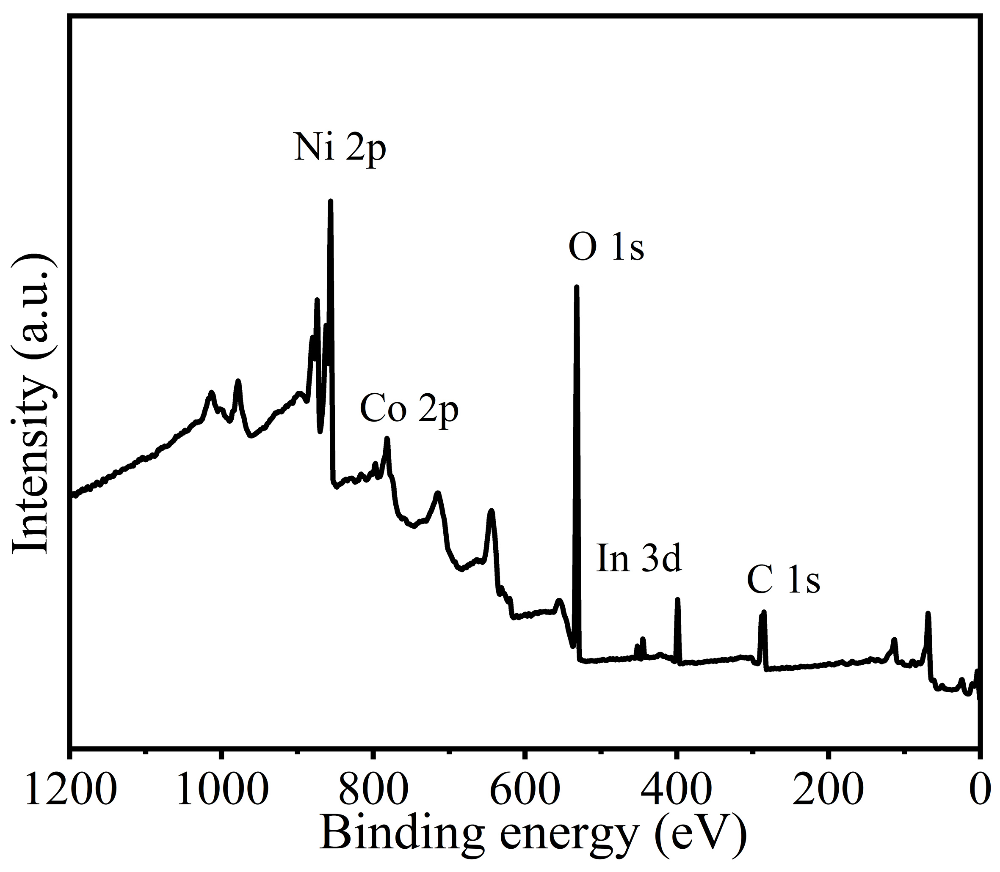 Ni 2p
O 1s
Co 2p
In 3d
C 1s
Intensity (a.u.)
1200 1000 800 600 400 200 0
Binding energy (eV)